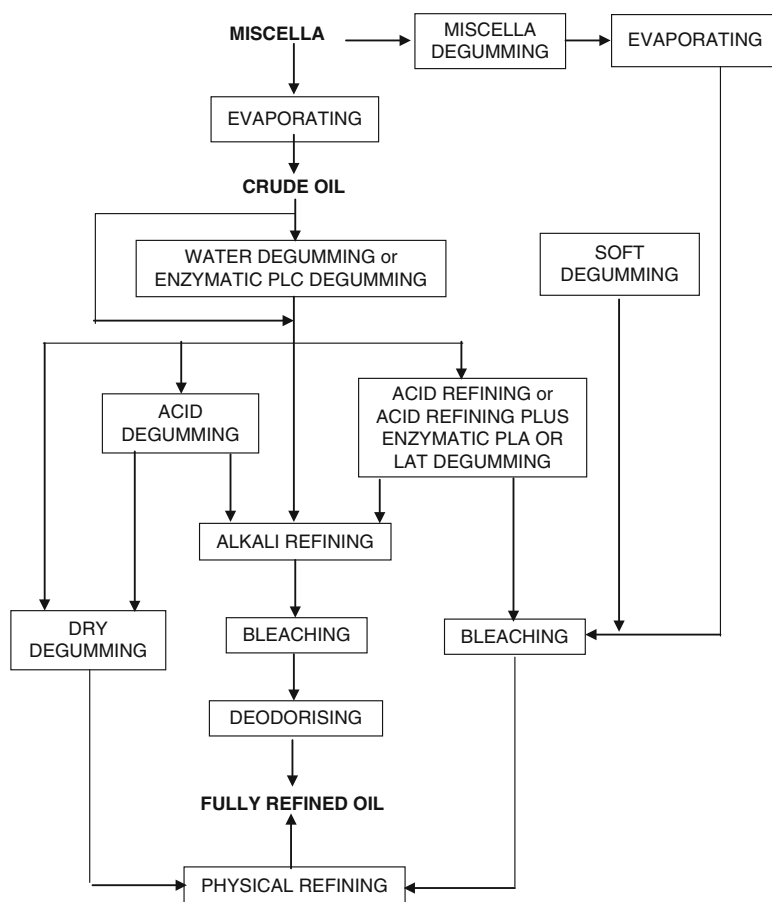 MISCELLA
MISCELLA
DEGUMMING
EVAPORATING
EVAPORATING
CRUDE OIL
WATER DEGUMMING or
ENZYMATIC PLC DEGUMMING
SOFT
DEGUMMING
ACID
DEGUMMING
ACID REFINING or
ACID REFINING PLUS
ENZYMATIC PLA OR
LAT DEGUMMING
ALKALI REFINING
DRY
DEGUMMING
BLEACHING
BLEACHING
DEODORISING
FULLY REFINED OIL
PHYSICAL REFINING